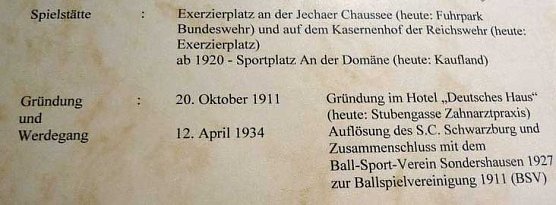 Spielstätte : Exerzierplatz an der Jechaer Chaussee (heute: Fuhrpark
Bundeswehr) und auf dem Kasernenhof der Reichswehr (heute:
Exerzierplatz)
ab 1920 - Sportplatz An der Domäne (heute: Kaufland)
Gründung : 20. Oktober 1911 Gründung im Hotel „Deutsches Haus“
und (heute: Stubengasse Zahnarztpraxis)
Werdegang 12. April 1934 Auflösung des S.C. Schwarzburg und
Zusammenschluss mit dem
Ball-Sport-Verein Sondershausen 1927
zur Ballspielvereinigung 1911 (BSV)